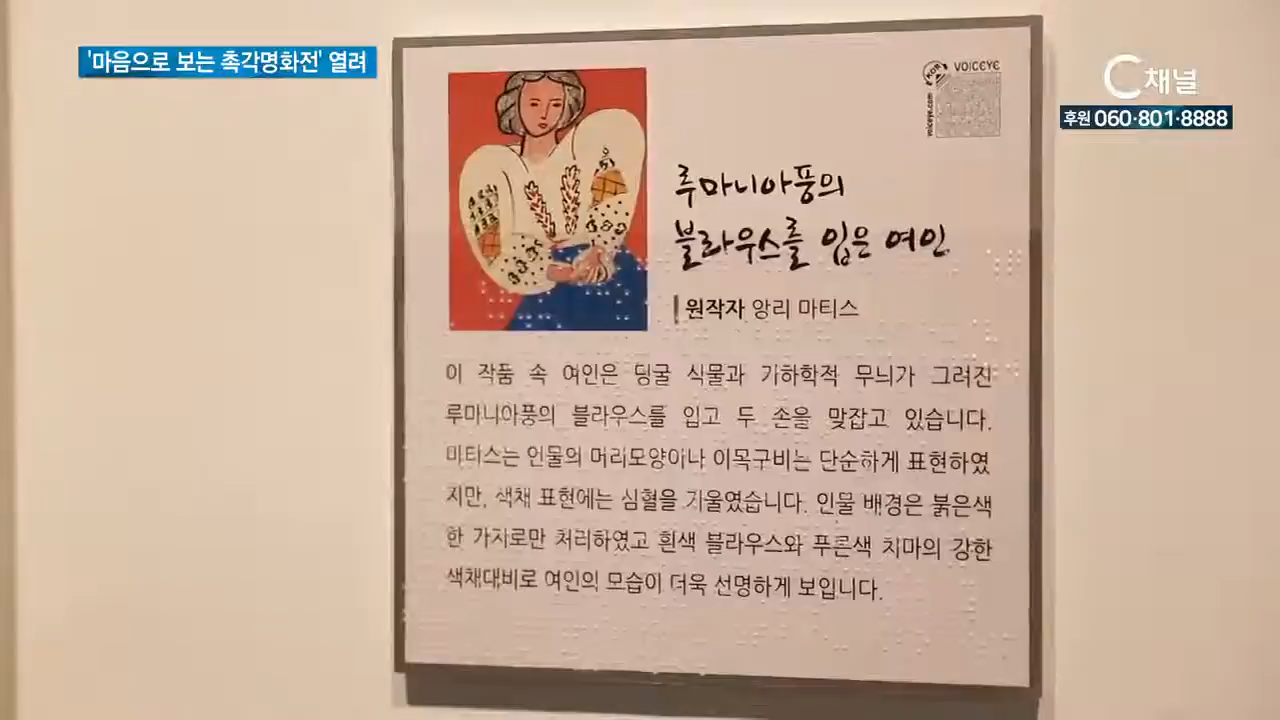 '마음으로 보는 촉각명화전' 열려
C채널
후원 060·801·8888
VOICEYE
KOR
voiceye.com
루마니아풍의
블라우스를 입은 여인
원작자 앙리 마티스
이 작품 속 여인은 덩굴 식물과 기하학적 무늬가 그려진
루마니아풍의 블라우스를 입고 두 손을 맞잡고 있습니다.
마티스는 인물의 머리모양이나 이목구비는 단순하게 표현하였
지만, 색채 표현에는 심혈을 기울였습니다. 인물 배경은 붉은색
한 가지로만 처리하였고 흰색 블라우스와 푸른색 치마의 강한
색채대비로 여인의 모습이 더욱 선명하게 보입니다.